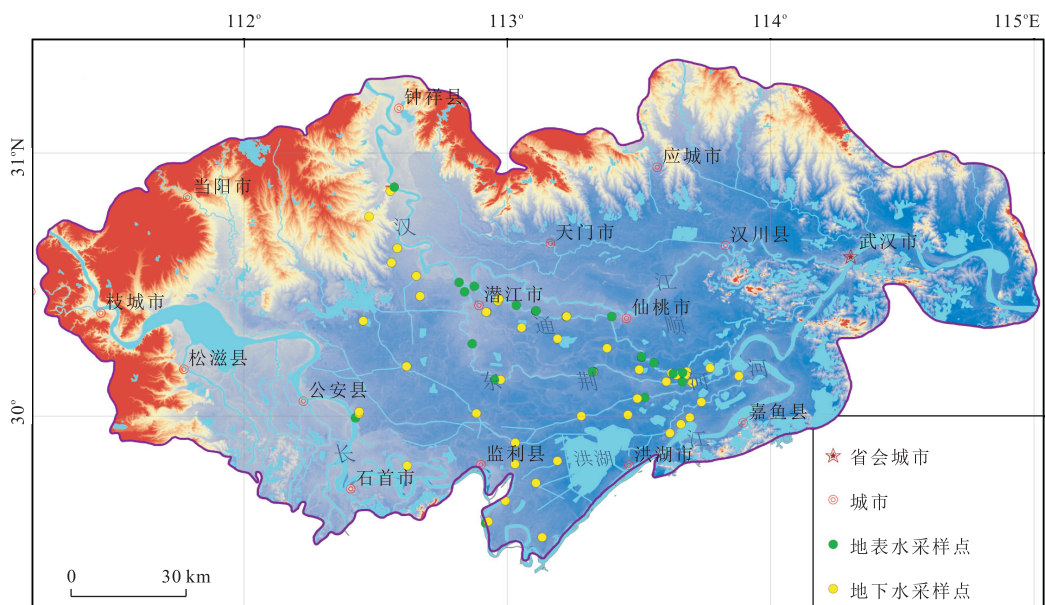 112°
113°
114°
115°E
31°N
30°
钟祥县
应城市
当阳市
汉
天门市
汉川县
武汉市
江
枝城市
潜江市
仙桃市
通
顺
松滋县
东
荆
河
河
公安县
嘉鱼县
长
江
监利县
洪湖
洪湖市
石首市
省会城市
城市
地表水采样点
地下水采样点
0
30 km